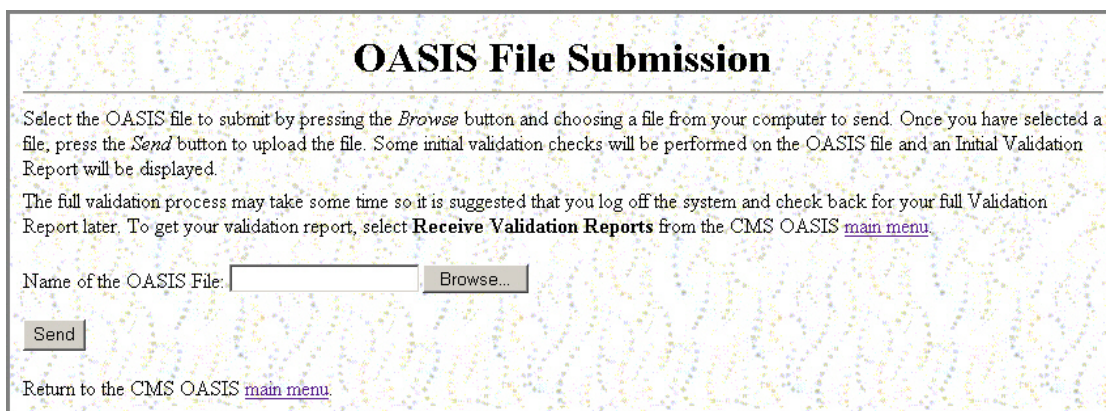 OASIS File Submission
Select the OASIS file to submit by pressing the Browse button and choosing a file from your computer to send. Once you have selected a
file, press the Send button to upload the file. Some initial validation checks will be performed on the OASIS file and an Initial Validation
Report will be displayed.
The full validation process may take some time so it is suggested that you log off the system and check back for your full Validation
Report later. To get your validation report, select Receive Validation Reports from the CMS OASIS main menu.
Name of the OASIS File: Browse...
Send
Return to the CMS OASIS main menu.